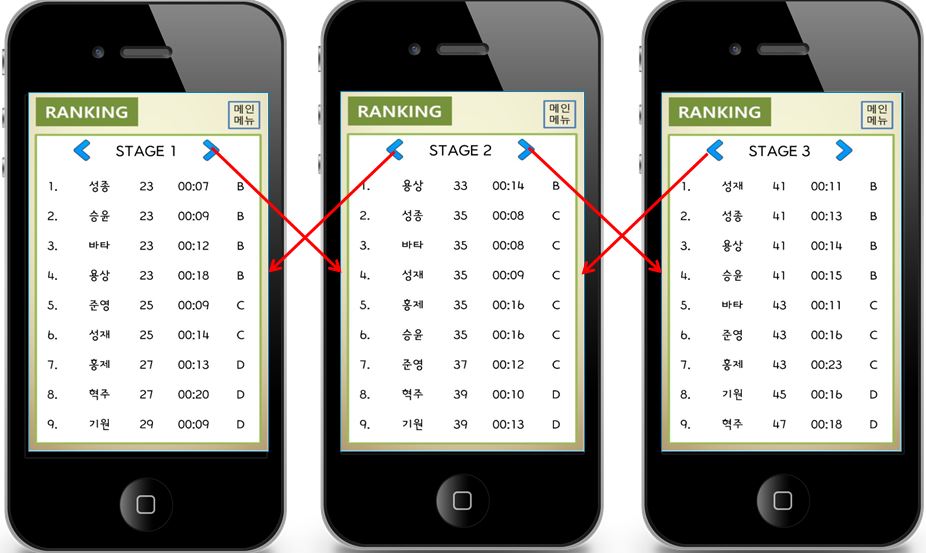 RANKING
메인
메뉴
STAGE 1
1. 성종 23 00:07 B
2. 승윤 23 00:09 B
3. 바타 23 00:12 B
4. 용상 23 00:18 B
5. 준영 25 00:09 C
6. 성재 25 00:14 C
7. 홍제 27 00:13 D
8. 혁주 27 00:20 D
9. 기원 29 00:09 D
RANKING
메인
메뉴
STAGE 2
1. 용상 33 00:14 B
2. 성종 35 00:08 C
3. 바타 35 00:08 C
4. 성재 35 00:09 C
5. 홍제 35 00:16 C
6. 승윤 35 00:16 C
7. 준영 37 00:12 C
8. 혁주 39 00:10 D
9. 기원 39 00:13 D
RANKING
메인
메뉴
STAGE 3
1. 성재 41 00:11 B
2. 성종 41 00:13 B
3. 용상 41 00:14 B
4. 승윤 41 00:15 B
5. 바타 43 00:11 C
6. 준영 43 00:16 C
7. 홍제 43 00:23 C
8. 기원 45 00:16 D
9. 혁주 47 00:18 D